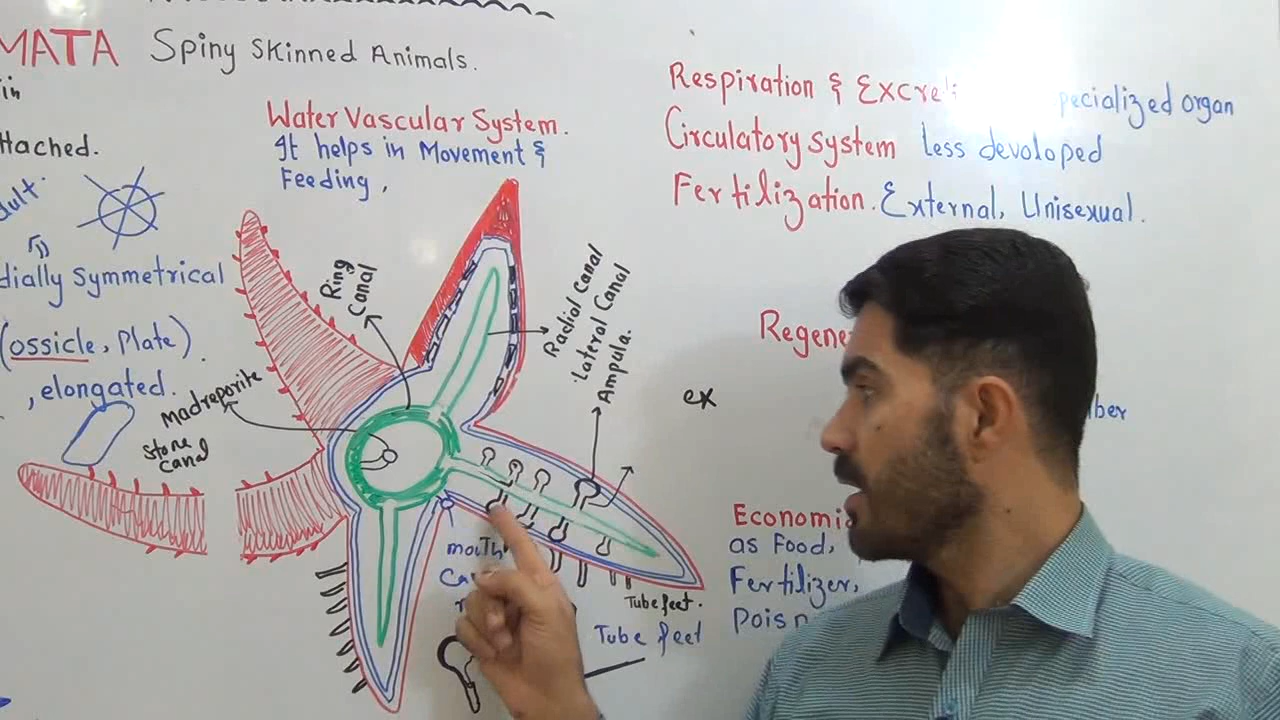 MATA Spiny Skinned Animals.
in
ttached.
dult
dially Symmetrical
(ossicle, Plate).
, elongated.
Water Vascular System.
It helps in Movement &
Feeding,
Ring
Canal
Madreporite
Stone
Canal
Radial Canal
Lateral Canal
Ampula.
mouth
Tube feet.
Tube feet
Respiration & Excreti pecialized organ
Circulatory system Less devoloped
Fertilization. External, Unisexual.
Regene
ex
ber
Economi
as Food,
Fertilizer,
Pois